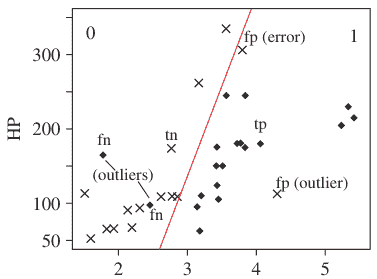 0
1
fp (error)
300
HP
200
fn
tn
tp
(outliers)
fp (outlier)
100
fn
50
2 3 4 5